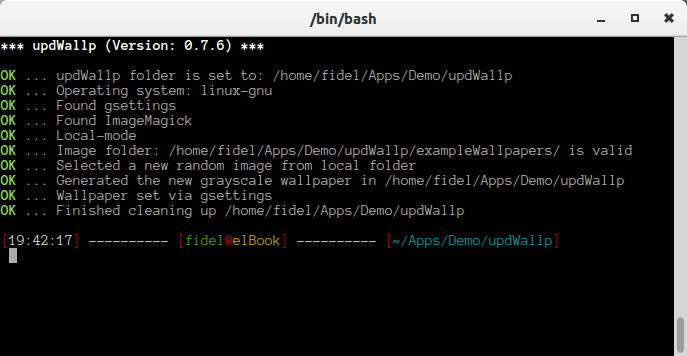 /bin/bash
*** updWallp (Version: 0.7.6) ***
OK ... updWallp folder is set to: /home/fidel/Apps/Demo/updWallp
OK ... Operating system: linux-gnu
OK ... Found gsettings
OK ... Found ImageMagick
OK ... Local-mode
OK ... Image folder: /home/fidel/Apps/Demo/updWallp/exampleWallpapers/ is valid
OK ... Selected a new random image from local folder
OK ... Generated the new grayscale wallpaper in /home/fidel/Apps/Demo/updWallp
OK ... Wallpaper set via gsettings
OK ... Finished cleaning up /home/fidel/Apps/Demo/updWallp
[19:42:17] ---------- [fidel@elBook] ---------- [~/Apps/Demo/updWallp]